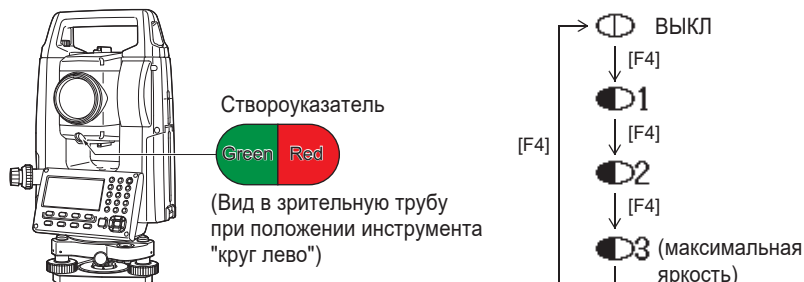 Створоуказатель
Green Red
(Вид в зрительную трубу
при положении инструмента
"круг лево")
ВЫКЛ
[F4]
1
[F4]
2
[F4]
3 (максимальная
яркость)
[F4]